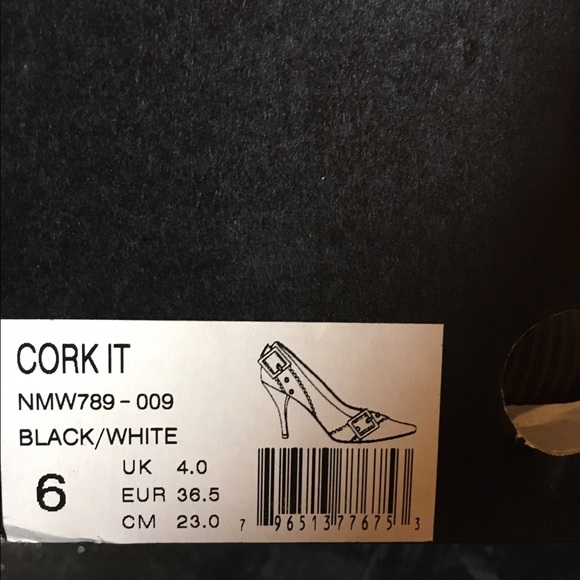 CORK IT
NMW789-009
BLACK/WHITE
6
UK 4.0
EUR 36.5
CM 23.0
7 96513 77675 3